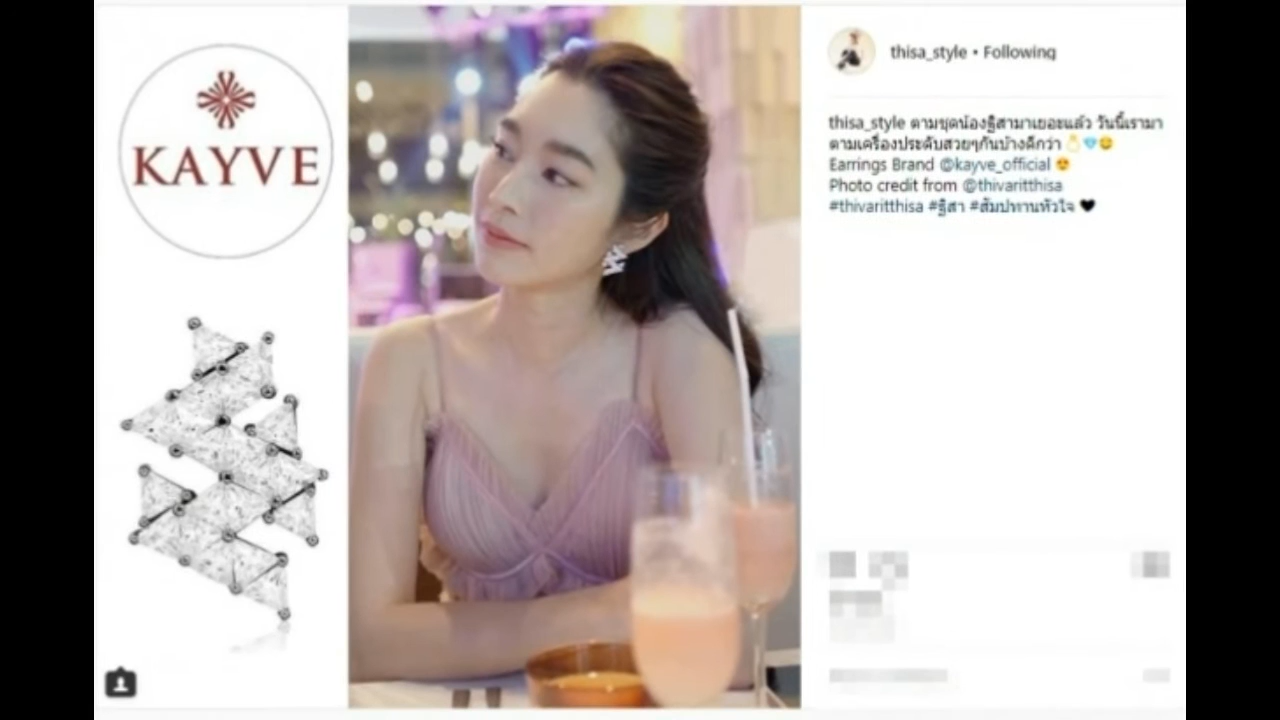 KAYVE
thisa_style • Following
thisa_style ตามชุดน้องฐิสามาเยอะแล้ว วันนี้เรามา
ตามเครื่องประดับสวยๆกันบ้างดีกว่า 💍💎😊
Earrings Brand @kayve_official 😍
Photo credit from @thivaritthisa
#thivaritthisa #ฐิสา #สัมปทานหัวใจ 🖤